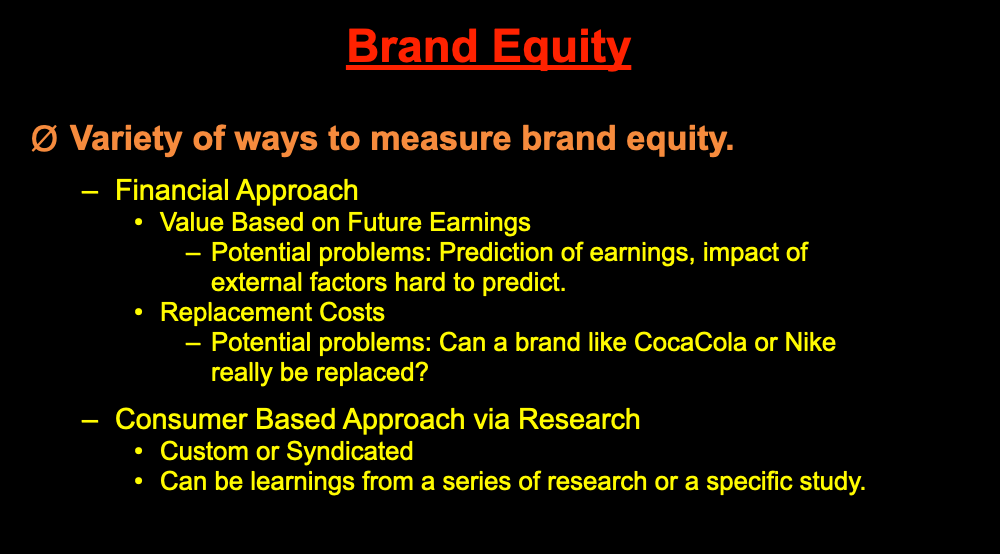 Brand Equity
Ø Variety of ways to measure brand equity.
– Financial Approach
• Value Based on Future Earnings
– Potential problems: Prediction of earnings, impact of
external factors hard to predict.
• Replacement Costs
– Potential problems: Can a brand like CocaCola or Nike
really be replaced?
– Consumer Based Approach via Research
• Custom or Syndicated
• Can be learnings from a series of research or a specific study.